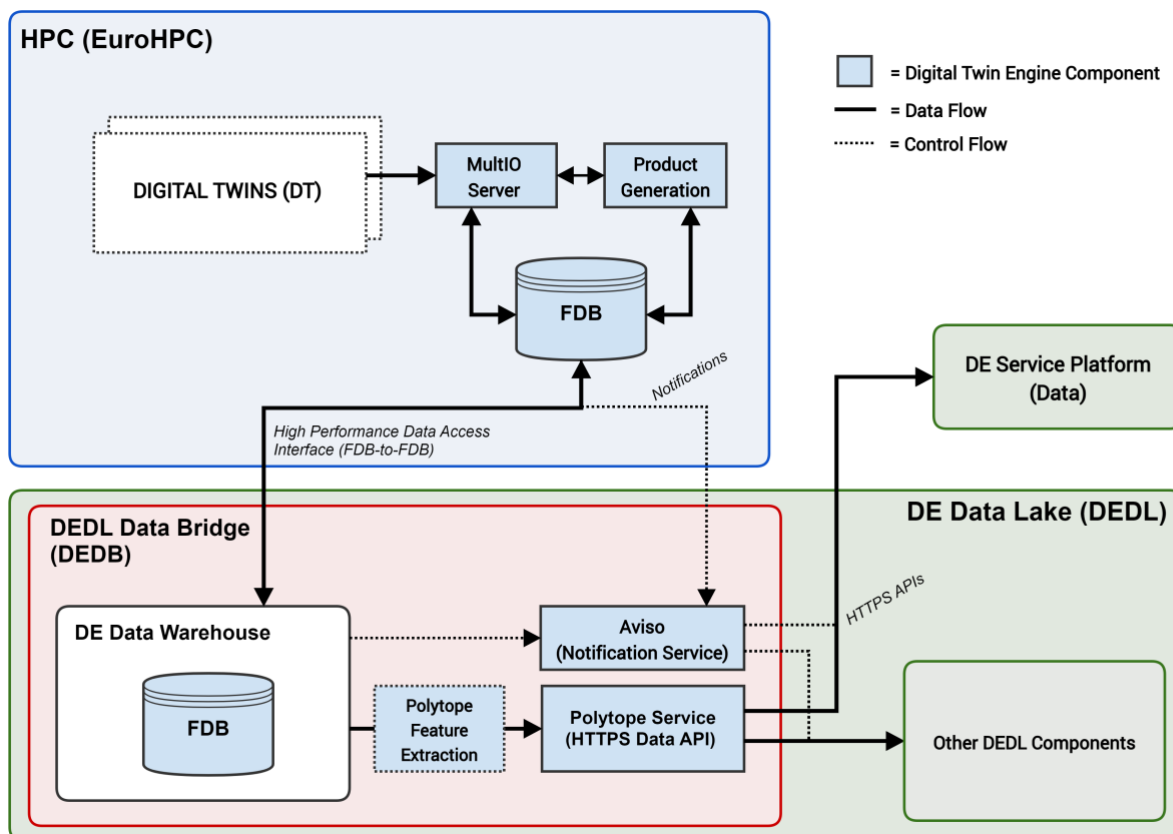 HPC (EuroHPC)
= Digital Twin Engine Component
= Data Flow
= Control Flow
DIGITAL TWINS (DT)
MultIO
Server
Product
Generation
FDB
Notifications
High Performance Data Access
Interface (FDB-to-FDB)
DE Service Platform
(Data)
DE Data Lake (DEDL)
DEDL Data Bridge
(DEDB)
HTTPS APIs
DE Data Warehouse
FDB
Aviso
(Notification Service)
Polytope
Feature
Extraction
Polytope Service
(HTTPS Data API)
Other DEDL Components